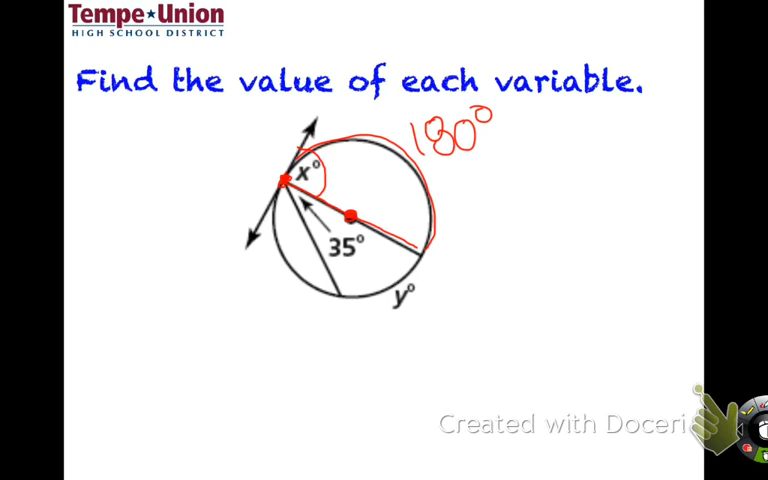 Tempe★Union
HIGH SCHOOL DISTRICT
Find the value of each variable.
180°
x°
35°
y°
Created with Doceri